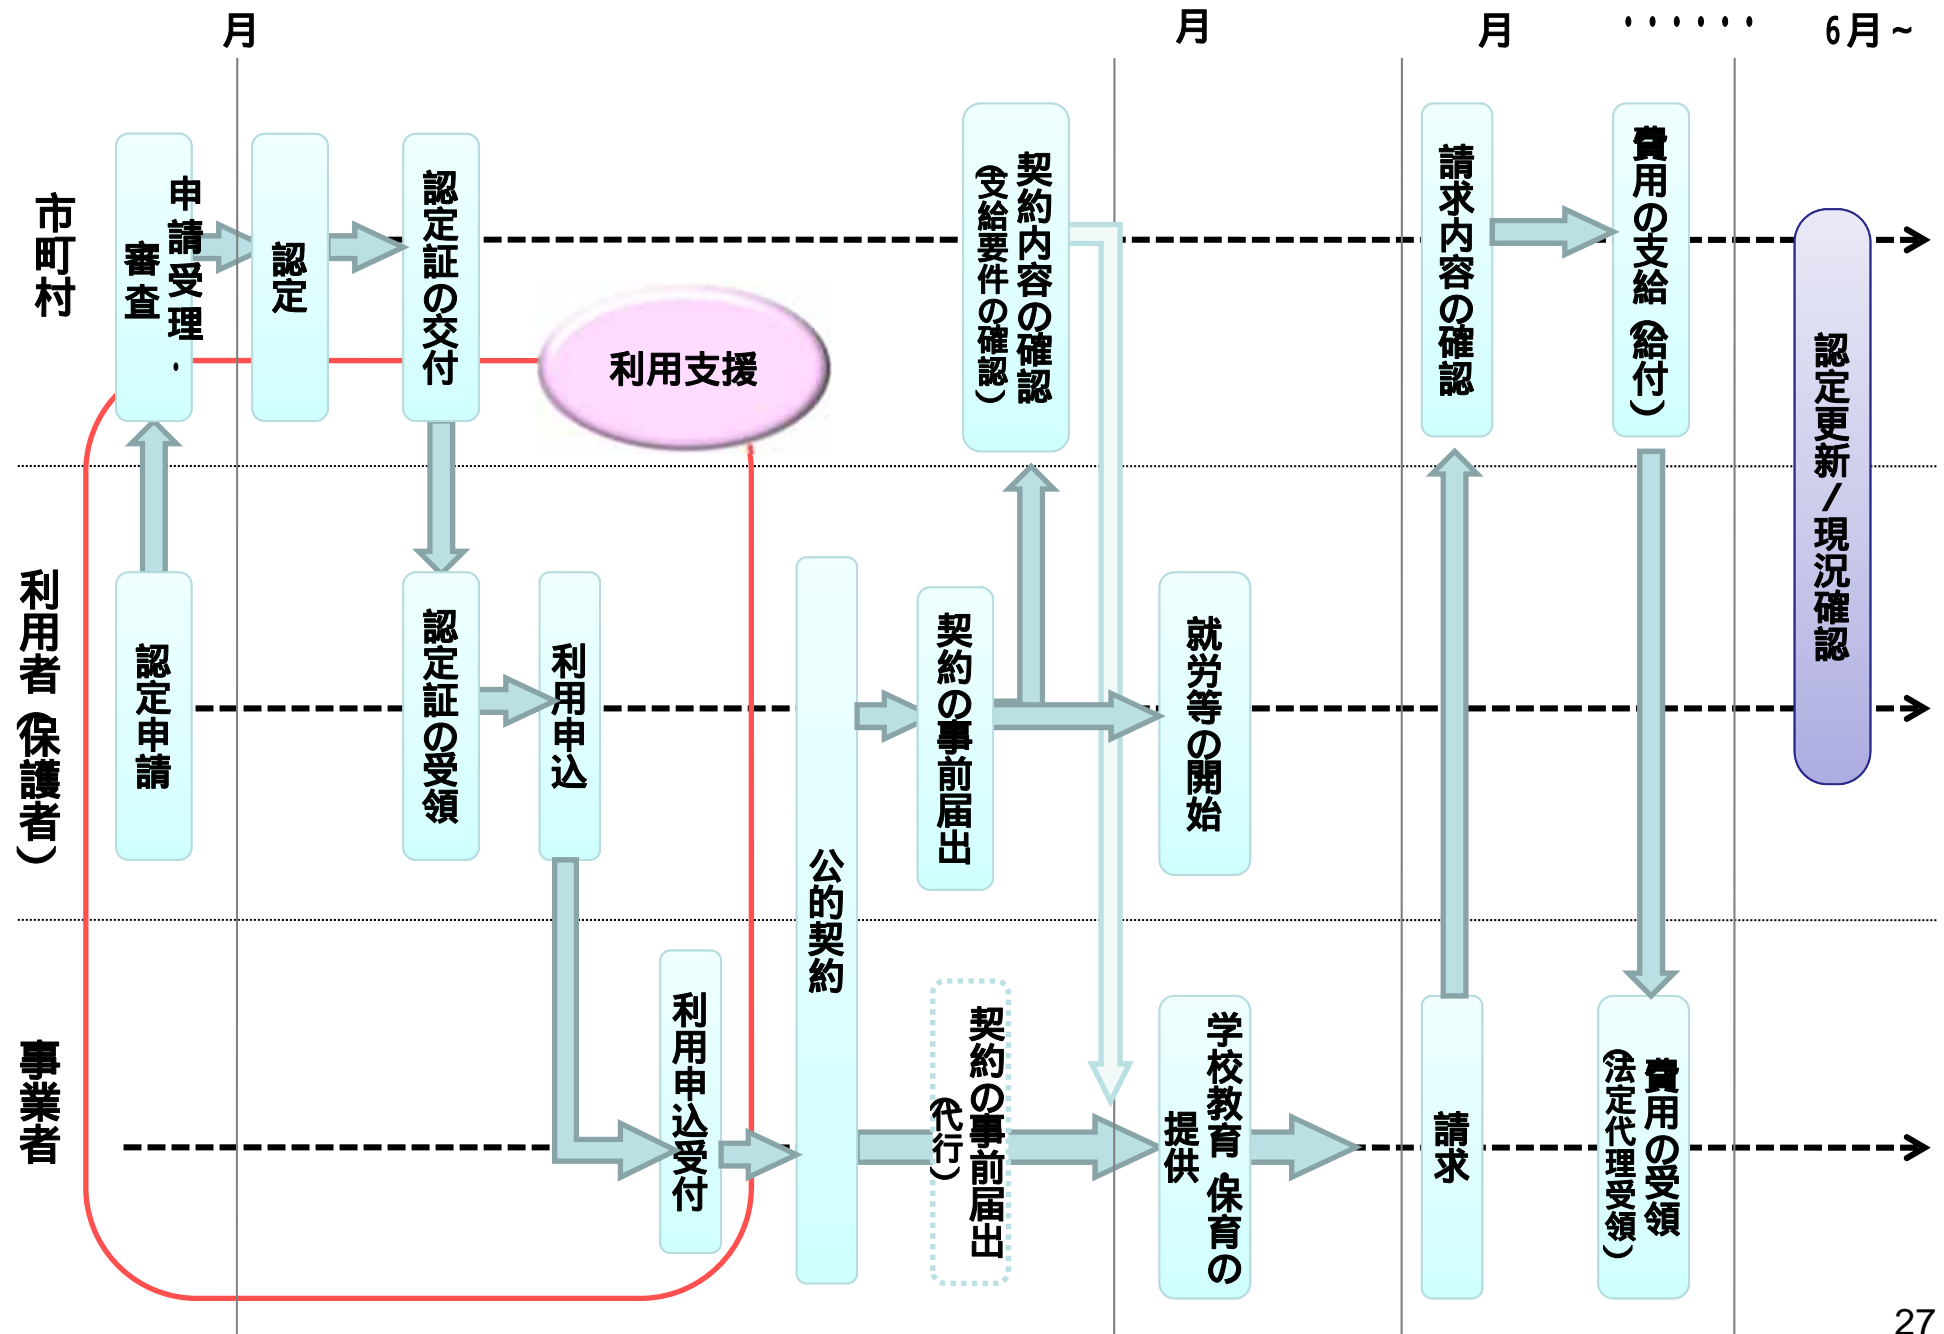 月
月
月
・・・・・・
6月~
市町村
申請受理・
審査
認定
認定証の交付
利用支援
契約内容の確認
(支給要件の確認)
請求内容の確認
費用の支給(給付)
認定更新/現況確認
利用者(保護者)
認定申請
認定証の受領
利用申込
公的契約
契約の事前届出
就労等の開始
事業者
利用申込受付
契約の事前届出
(代行)
学校教育・保育の
提供
請求
費用の受領
(法定代理受領)
27